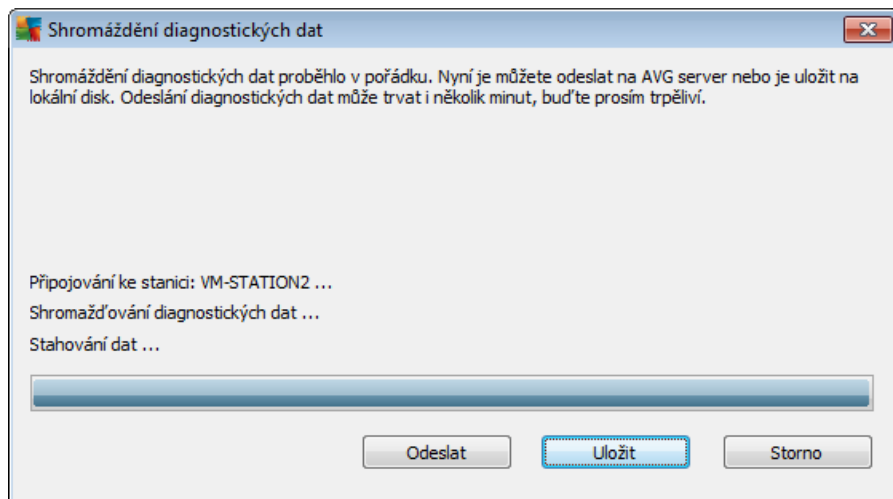 Shromáždění diagnostických dat
Shromáždění diagnostických dat proběhlo v pořádku. Nyní je můžete odeslat na AVG server nebo je uložit na
lokální disk. Odeslání diagnostických dat může trvat i několik minut, buďte prosím trpěliví.
Připojování ke stanici: VM-STATION2 ...
Shromažďování diagnostických dat ...
Stahování dat ...
Odeslat Uložit Storno